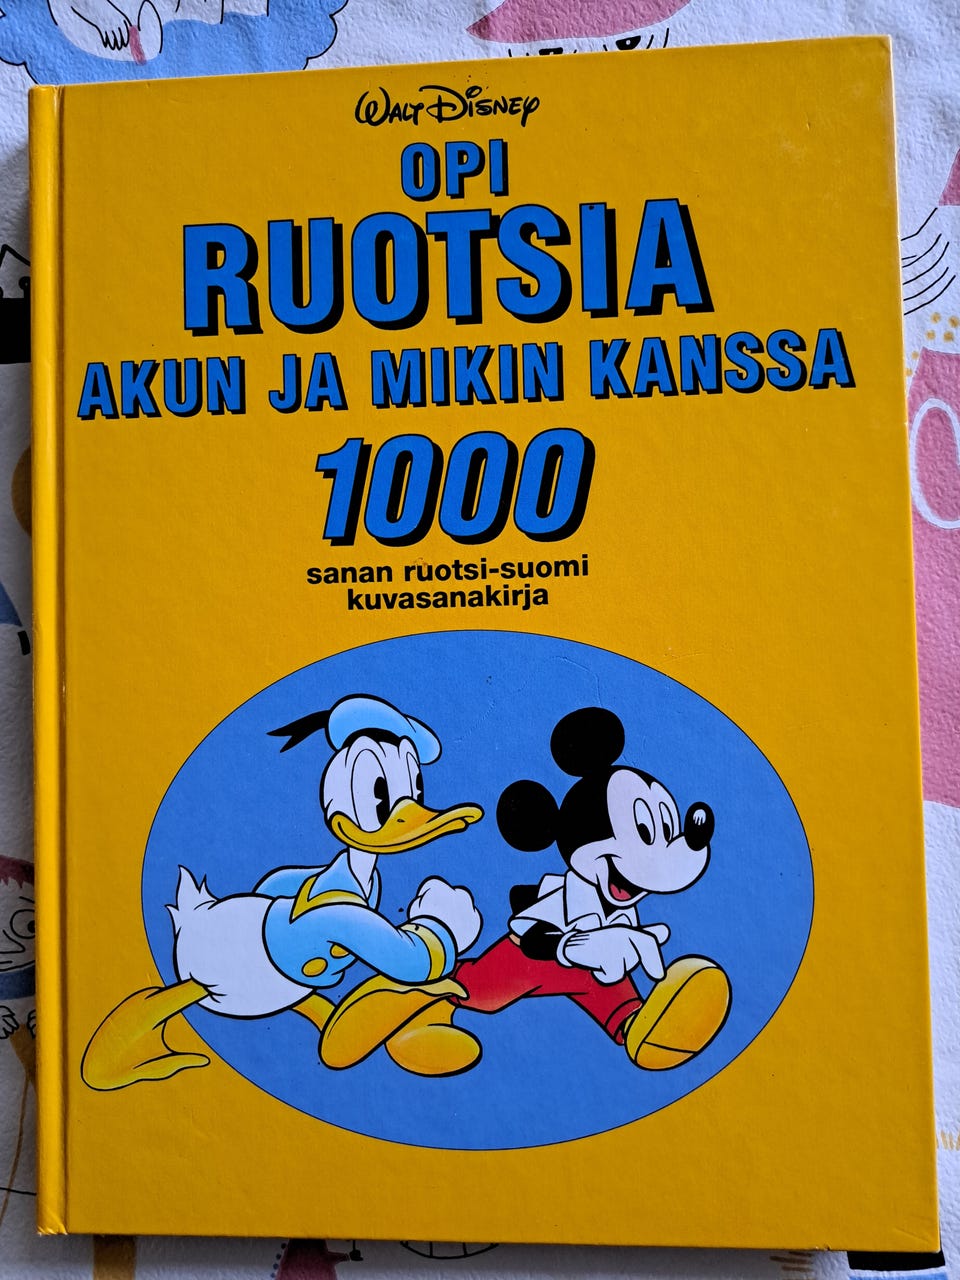 Walt Disney
OPI
RUOTSIA
AKUN JA MIKIN KANSSA
1000
sanan ruotsi-suomi
kuvasanakirja